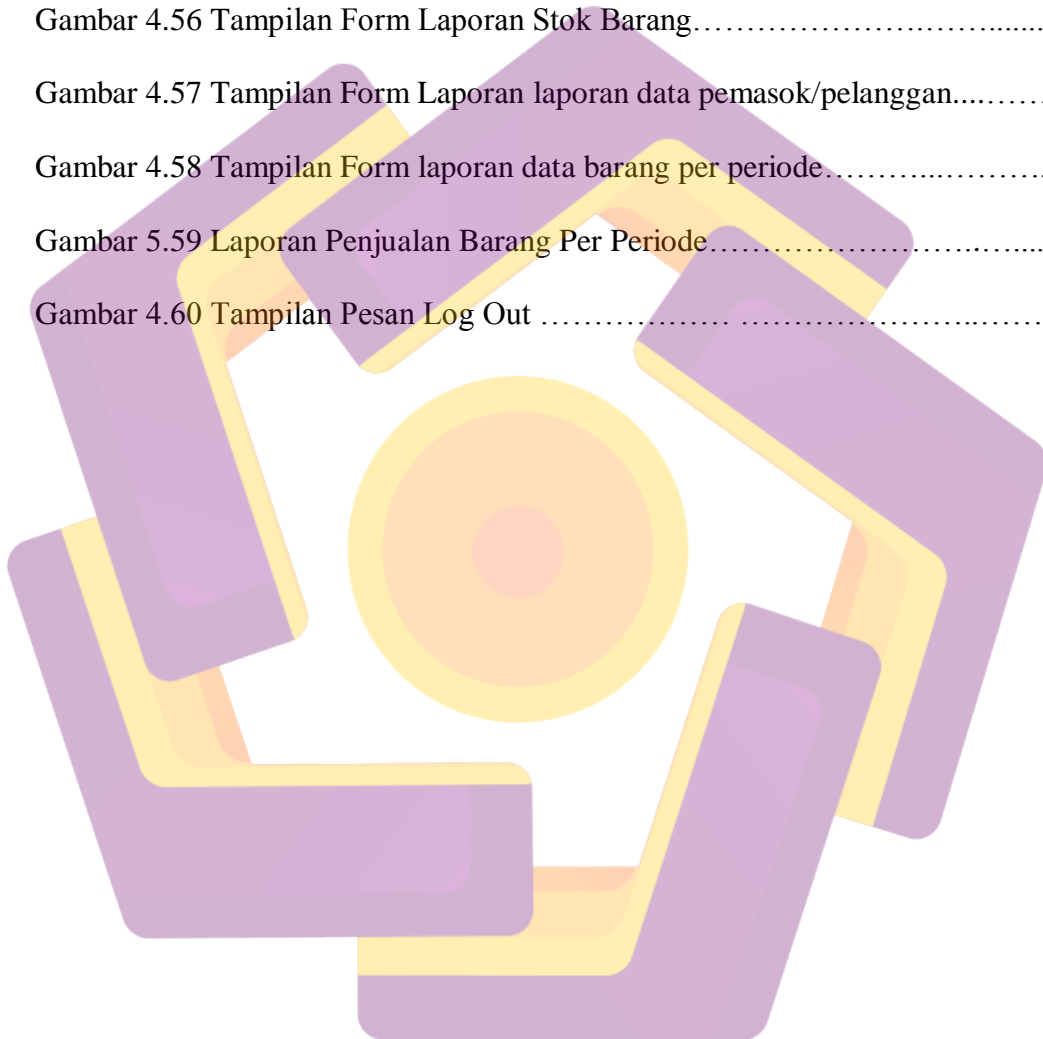 Gambar 4.56 Tampilan Form Laporan Stok Barang………………….…….......
Gambar 4.57 Tampilan Form Laporan laporan data pemasok/pelanggan....……
Gambar 4.58 Tampilan Form laporan data barang per periode………...……….
Gambar 5.59 Laporan Penjualan Barang Per Periode…………………….…....
Gambar 4.60 Tampilan Pesan Log Out ……………… …………………..……